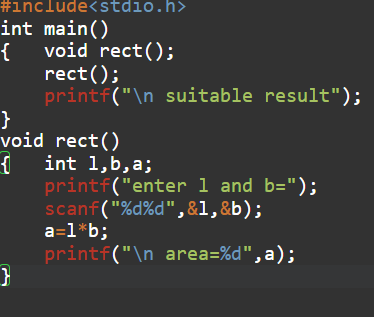 #include<stdio.h>
int main()
{   void rect();
    rect();
    printf("\n suitable result");
}
void rect()
{   int l,b,a;
    printf("enter l and b=");
    scanf("%d%d",&l,&b);
    a=l*b;
    printf("\n area=%d",a);
}